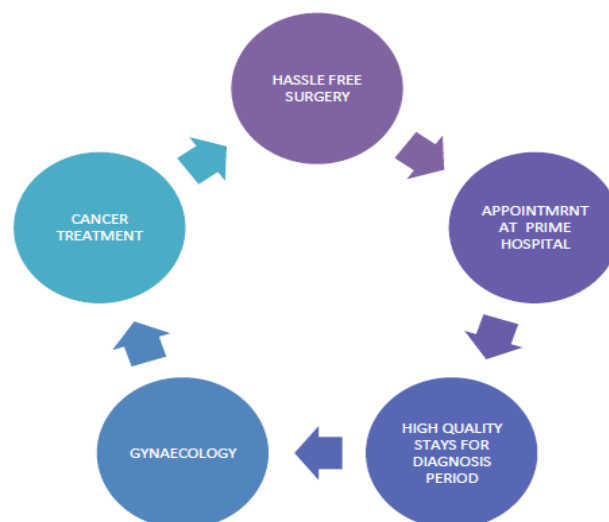 HASSLE FREE
SURGERY
APPOINTMRNT
AT PRIME
HOSPITAL
HIGH QUALITY
STAYS FOR
DIAGNOSIS
PERIOD
GYNAECOLOGY
CANCER
TREATMENT